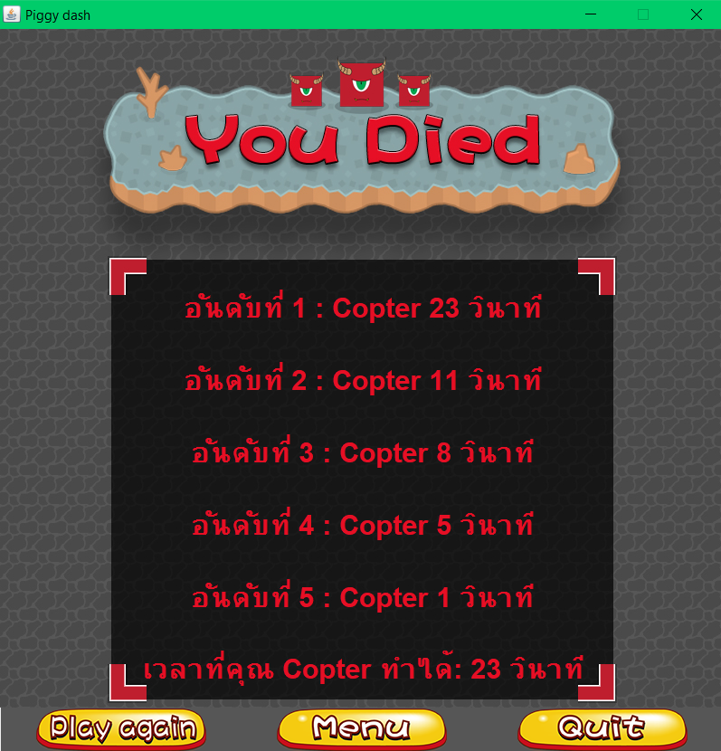 Piggy dash
You Died
อันดับที่ 1 : Copter 23 วินาที
อันดับที่ 2 : Copter 11 วินาที
อันดับที่ 3 : Copter 8 วินาที
อันดับที่ 4 : Copter 5 วินาที
อันดับที่ 5 : Copter 1 วินาที
เวลาที่คุณ Copter ทำได้: 23 วินาที
Play again Menu Quit